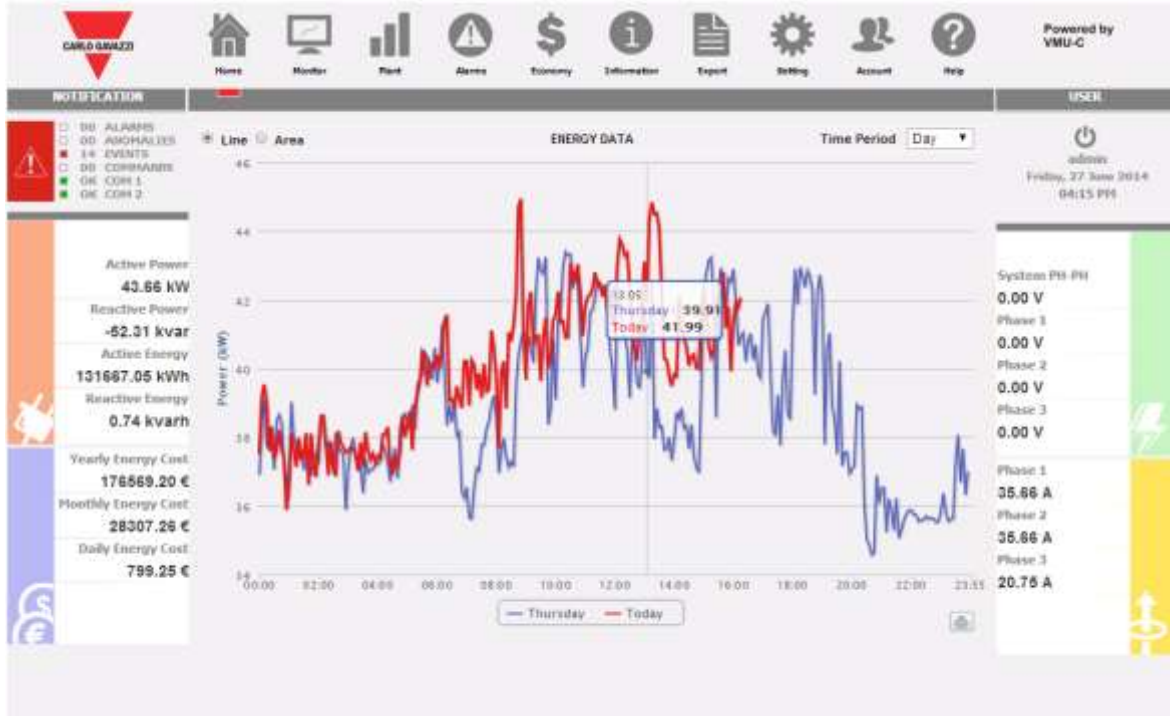 CARLO GAVAZZI
Home
Monitor
Plant
Alarms
Economy
Information
Export
Setting
Account
Help
Powered by
VMU-C
NOTIFICATION
USER
00 ALARMS
00 ANOMALIES
14 EVENTS
00 COMMANDS
OK COM 1
OK COM 2
Line Area
ENERGY DATA
Time Period Day
admin
Friday, 27 June 2014
04:15 PM
Active Power
43.66 kW
Reactive Power
-52.31 kvar
Active Energy
131667.05 kWh
Reactive Energy
0.74 kvarh
Yearly Energy Cost
176569.20 €
Monthly Energy Cost
28307.26 €
Daily Energy Cost
799.25 €
Power (kW)
46
44
42
40
38
36
34
13:05
Thursday 39.91
Today 41.99
00:00 02:00 04:00 06:00 08:00 10:00 12:00 14:00 16:00 18:00 20:00 22:00 23:55
Thursday Today
System PH-PH
0.00 V
Phase 1
0.00 V
Phase 2
0.00 V
Phase 3
0.00 V
Phase 1
35.66 A
Phase 2
35.66 A
Phase 3
20.75 A